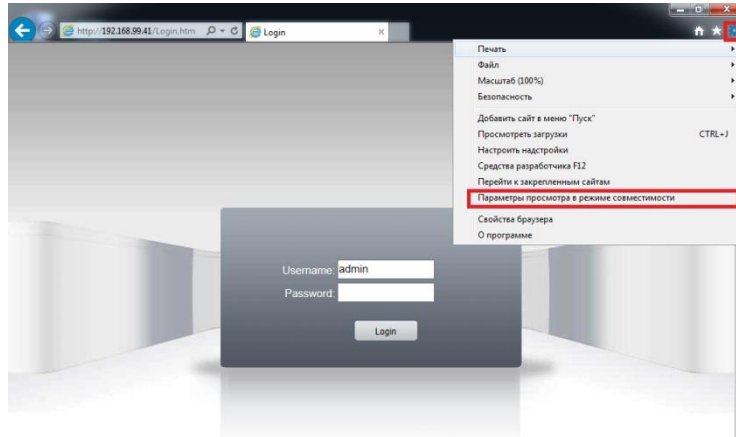 http://192.168.99.41/Login.htm
Login
Печать
Файл
Масштаб (100%)
Безопасность
Добавить сайт в меню "Пуск"
Просмотреть загрузки CTRL+J
Настроить надстройки
Средства разработчика F12
Перейти к закрепленным сайтам
Параметры просмотра в режиме совместимости
Свойства браузера
О программе
Username: admin
Password:
Login